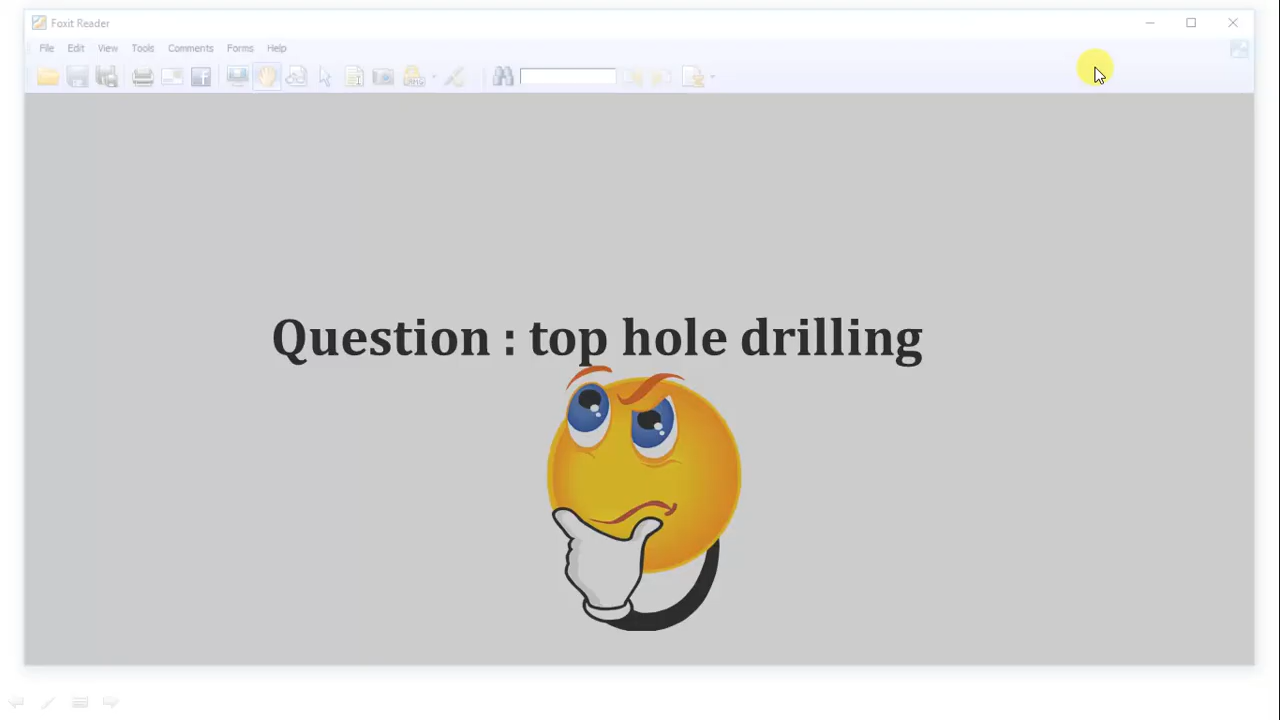 Foxit Reader
File Edit View Tools Comments Forms Help
Question : top hole drilling